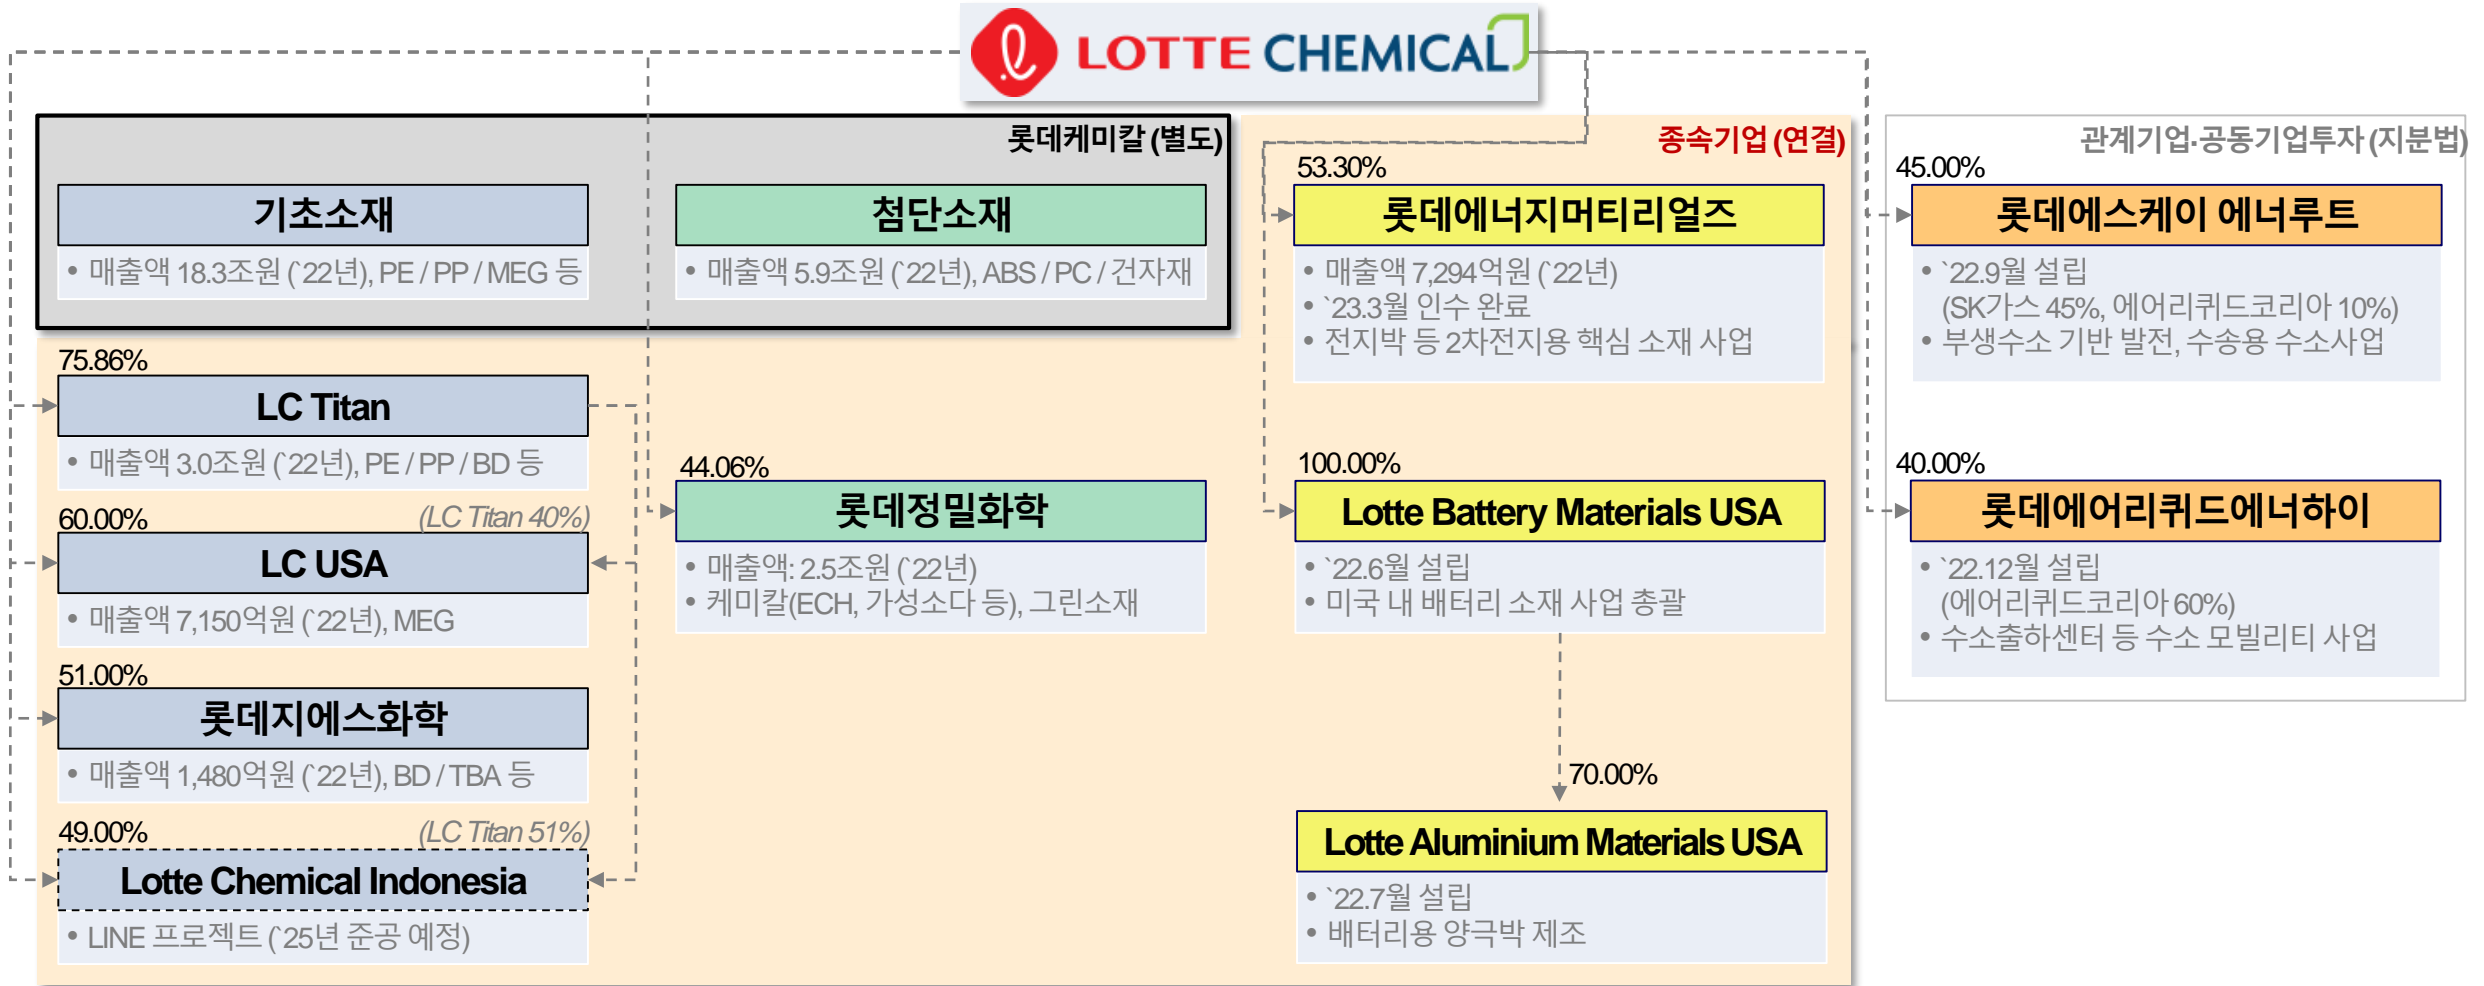 LOTTE CHEMICAL
롯데케미칼 (별도)
기초소재
• 매출액 18.3조원 (`22년), PE / PP / MEG 등
첨단소재
• 매출액 5.9조원 (`22년), ABS / PC / 건자재
종속기업 (연결)
75.86%
LC Titan
• 매출액 3.0조원 (`22년), PE / PP / BD 등
60.00%
(LC Titan 40%)
LC USA
• 매출액 7,150억원 (`22년), MEG
51.00%
롯데지에스화학
• 매출액 1,480억원 (`22년), BD / TBA 등
49.00%
(LC Titan 51%)
Lotte Chemical Indonesia
• LINE 프로젝트 (`25년 준공 예정)
44.06%
롯데정밀화학
• 매출액: 2.5조원 (`22년)
• 케미칼(ECH, 가성소다 등), 그린소재
53.30%
롯데에너지머티리얼즈
• 매출액 7,294억원 (`22년)
• `23.3월 인수 완료
• 전지박 등 2차전지용 핵심 소재 사업
100.00%
Lotte Battery Materials USA
• `22.6월 설립
• 미국 내 배터리 소재 사업 총괄
70.00%
Lotte Aluminium Materials USA
• `22.7월 설립
• 배터리용 양극박 제조
관계기업·공동기업투자 (지분법)
45.00%
롯데에스케이 에너루트
• `22.9월 설립
(SK가스 45%, 에어리퀴드코리아 10%)
• 부생수소 기반 발전, 수송용 수소사업
40.00%
롯데에어리퀴드에너하이
• `22.12월 설립
(에어리퀴드코리아 60%)
• 수소출하센터 등 수소 모빌리티 사업